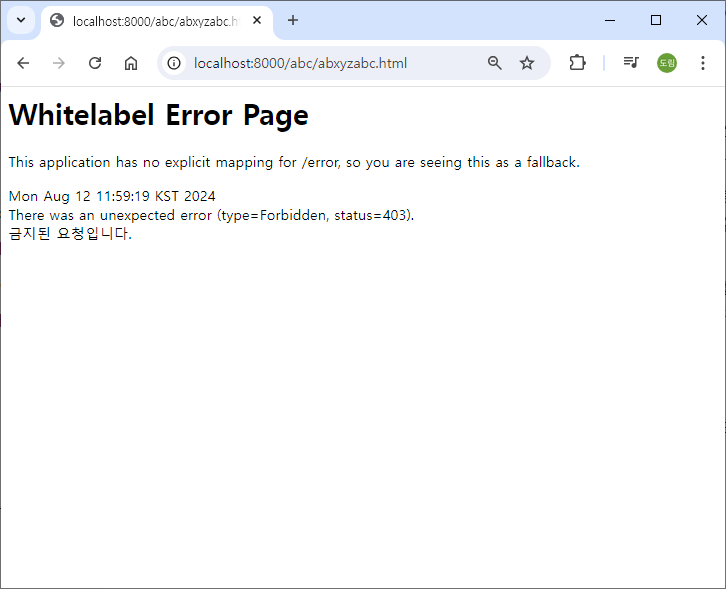 localhost:8000/abc/abxyzabc.h
localhost:8000/abc/abxyzabc.html
도림
Whitelabel Error Page
This application has no explicit mapping for /error, so you are seeing this as a fallback.
Mon Aug 12 11:59:19 KST 2024
There was an unexpected error (type=Forbidden, status=403).
금지된 요청입니다.